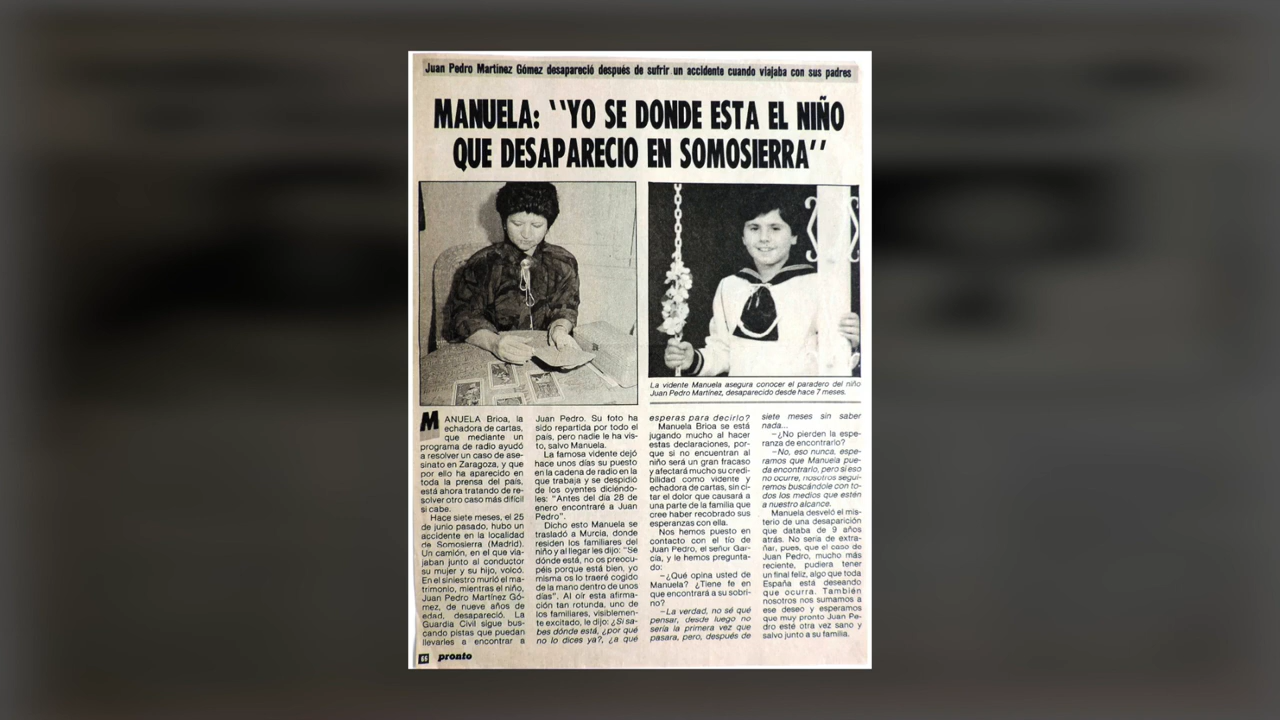 Juan Pedro Martinez Gómez desapareció después de sufrir un accidente cuando viajaba con sus padres
MANUELA: ‘‘YO SE DONDE ESTA EL NIÑO
QUE DESAPARECIO EN SOMOSIERRA’’
La vidente Manuela asegura conocer el paradero del niño
Juan Pedro Martínez, desaparecido desde hace 7 meses.
MANUELA Brioa, la
echadora de cartas,
que mediante un
programa de radio ayudó
a resolver un caso de ase-
sinato en Zaragoza, y que
por ello ha aparecido en
toda la prensa del país,
está ahora tratando de re-
solver otro caso más difícil
si cabe.
Hace siete meses, el 25
de junio pasado, hubo un
accidente en la localidad
de Somosierra (Madrid).
Un camión, en el que via-
jaban junto al conductor
su mujer y su hijo, volcó.
En el siniestro murió el ma-
trimonio, mientras el niño,
Juan Pedro Martínez Gó-
mez, de nueve años de
edad, desapareció. La
Guardia Civil sigue bus-
cando pistas que puedan
llevarles a encontrar a
Juan Pedro. Su foto ha
sido repartida por todo el
país, pero nadie le ha vis-
to, salvo Manuela.
La famosa vidente dejó
hace unos días su puesto
en la cadena de radio en la
que trabaja y se despidió
de los oyentes diciéndo-
les: “Antes del día 28 de
enero encontraré a Juan
Pedro”.
Dicho esto Manuela se
trasladó a Murcia, donde
residen los familiares del
niño y al llegar les dijo: “Sé
dónde está, no os preocu-
péis porque está bien, yo
misma os lo traeré cogido
de la mano dentro de unos
días”. Al oír esta afirma-
ción tan rotunda, uno de
los familiares, visiblemen-
te excitado, le dijo: ¿Si sa-
bes dónde está, ¿por qué
no lo dices ya?, ¿a qué
esperas para decirlo?
Manuela Brioa se está
jugando mucho al hacer
estas declaraciones, por-
que si no encuentran al
niño será un gran fracaso
y afectará mucho su credi-
bilidad como vidente y
echadora de cartas, sin ci-
tar el dolor que causará a
una parte de la familia que
cree haber recobrado sus
esperanzas con ella.
Nos hemos puesto en
contacto con el tío de
Juan Pedro, el señor Gar-
cía, y le hemos pregunta-
do:
–¿Qué opina usted de
Manuela? ¿Tiene fe en
que encontrará a su sobri-
no?
–La verdad, no sé qué
pensar, desde luego no
sería la primera vez que
pasara, pero, después de
siete meses sin saber
nada...
–¿No pierden la espe-
ranza de encontrarlo?
–No, eso nunca, espe-
ramos que Manuela pue-
da encontrarlo, pero si eso
no ocurre, nosotros segui-
remos buscándole con to-
dos los medios que estén
a nuestro alcance.
Manuela desveló el mis-
terio de una desaparición
que databa de 9 años
atrás. No sería de extra-
ñar, pues, que el caso de
Juan Pedro, mucho más
reciente, pudiera tener
un final feliz, algo que toda
España está deseando
que ocurra. También
nosotros nos sumamos a
ese deseo y esperamos
que muy pronto Juan Pe-
dro esté otra vez sano y
salvo junto a su familia.
pronto